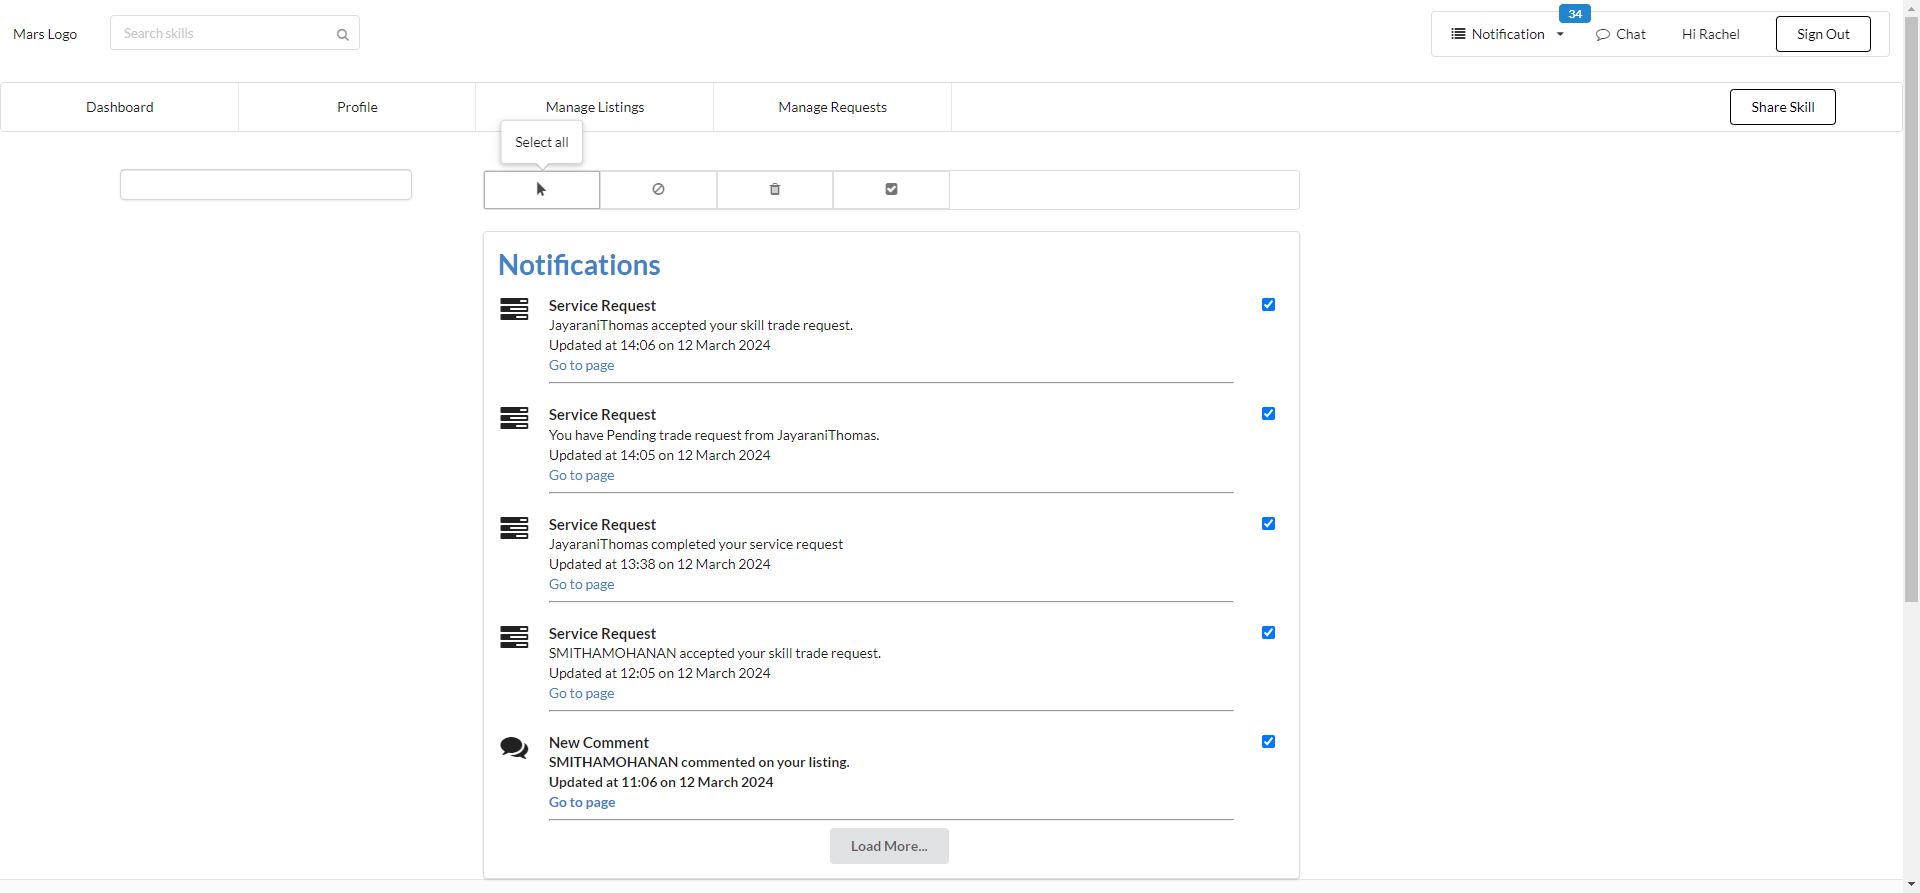 Mars Logo
Search skills
34
Notification
Chat
Hi Rachel
Sign Out
Dashboard
Profile
Manage Listings
Manage Requests
Share Skill
Select all
Notifications
Service Request
JayaraniThomas accepted your skill trade request.
Updated at 14:06 on 12 March 2024
Go to page
Service Request
You have Pending trade request from JayaraniThomas.
Updated at 14:05 on 12 March 2024
Go to page
Service Request
JayaraniThomas completed your service request
Updated at 13:38 on 12 March 2024
Go to page
Service Request
SMITHAMOHANAN accepted your skill trade request.
Updated at 12:05 on 12 March 2024
Go to page
New Comment
SMITHAMOHANAN commented on your listing.
Updated at 11:06 on 12 March 2024
Go to page
Load More...